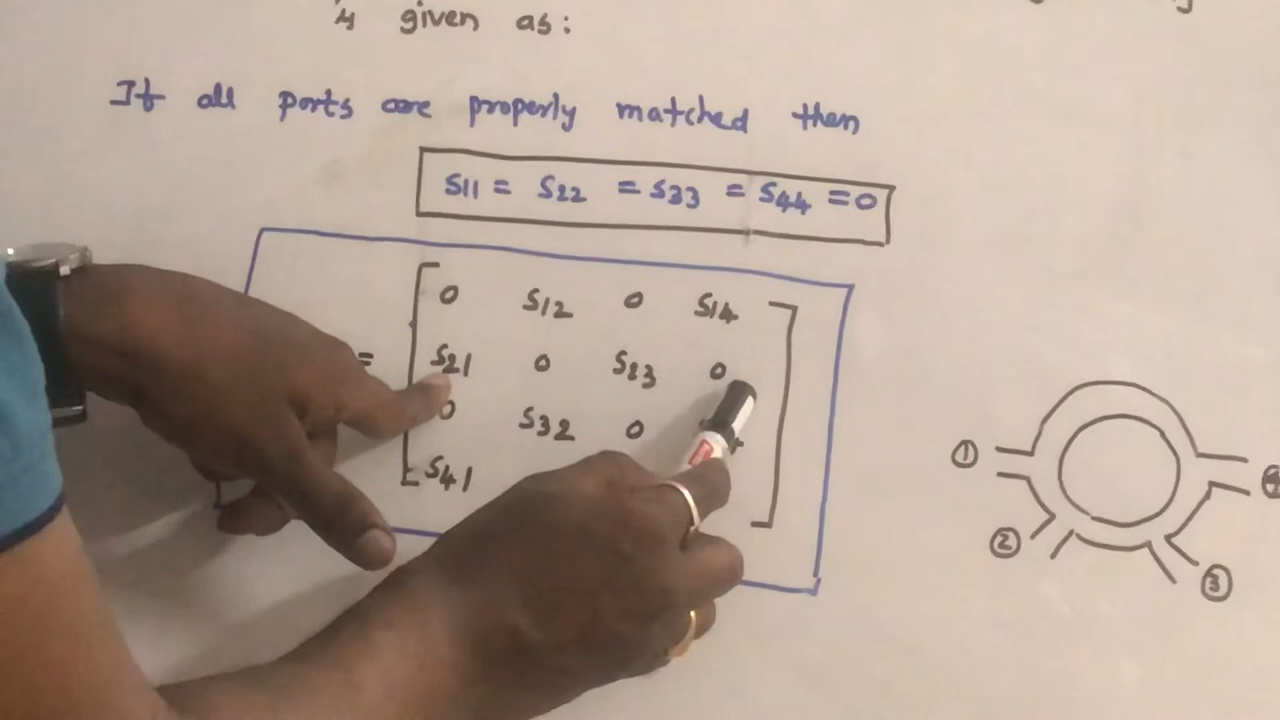 is given as:
If all ports are properly matched then
S11 = S22 = S33 = S44 = 0
0 S12 0 S14
= S21 0 S23 0
0 S32 0
S41
1
2
3
4